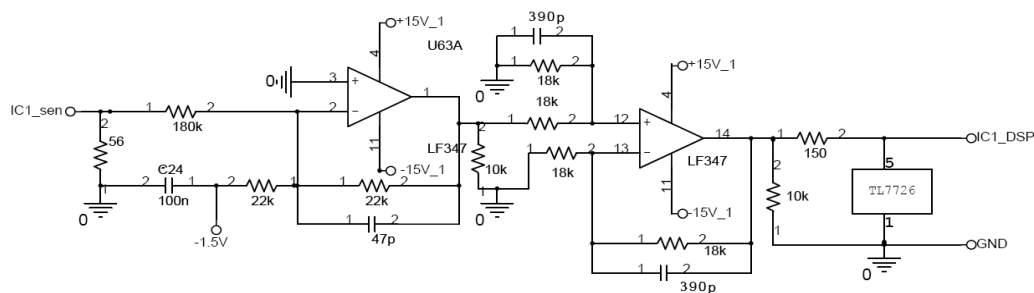 390p
+15V_1
U63A
1
2
4
1
2
+15V_1
0
3
+
1
18k
0
18k
4
IC1_sen
1
2
2
−
1
2
12
+
14
1
2
IC1_DSP
180k
2
56
11
LF347
2
1
2
13
−
LF347
150
-15V_1
10k
18k
11
2
5
C24
2
1
2
1
1
2
1
10k
TL7726
1
100n
22k
22k
0
-15V_1
1
0
1
2
1
2
1
GND
-1.5V
47p
18k
0
1
2
390p